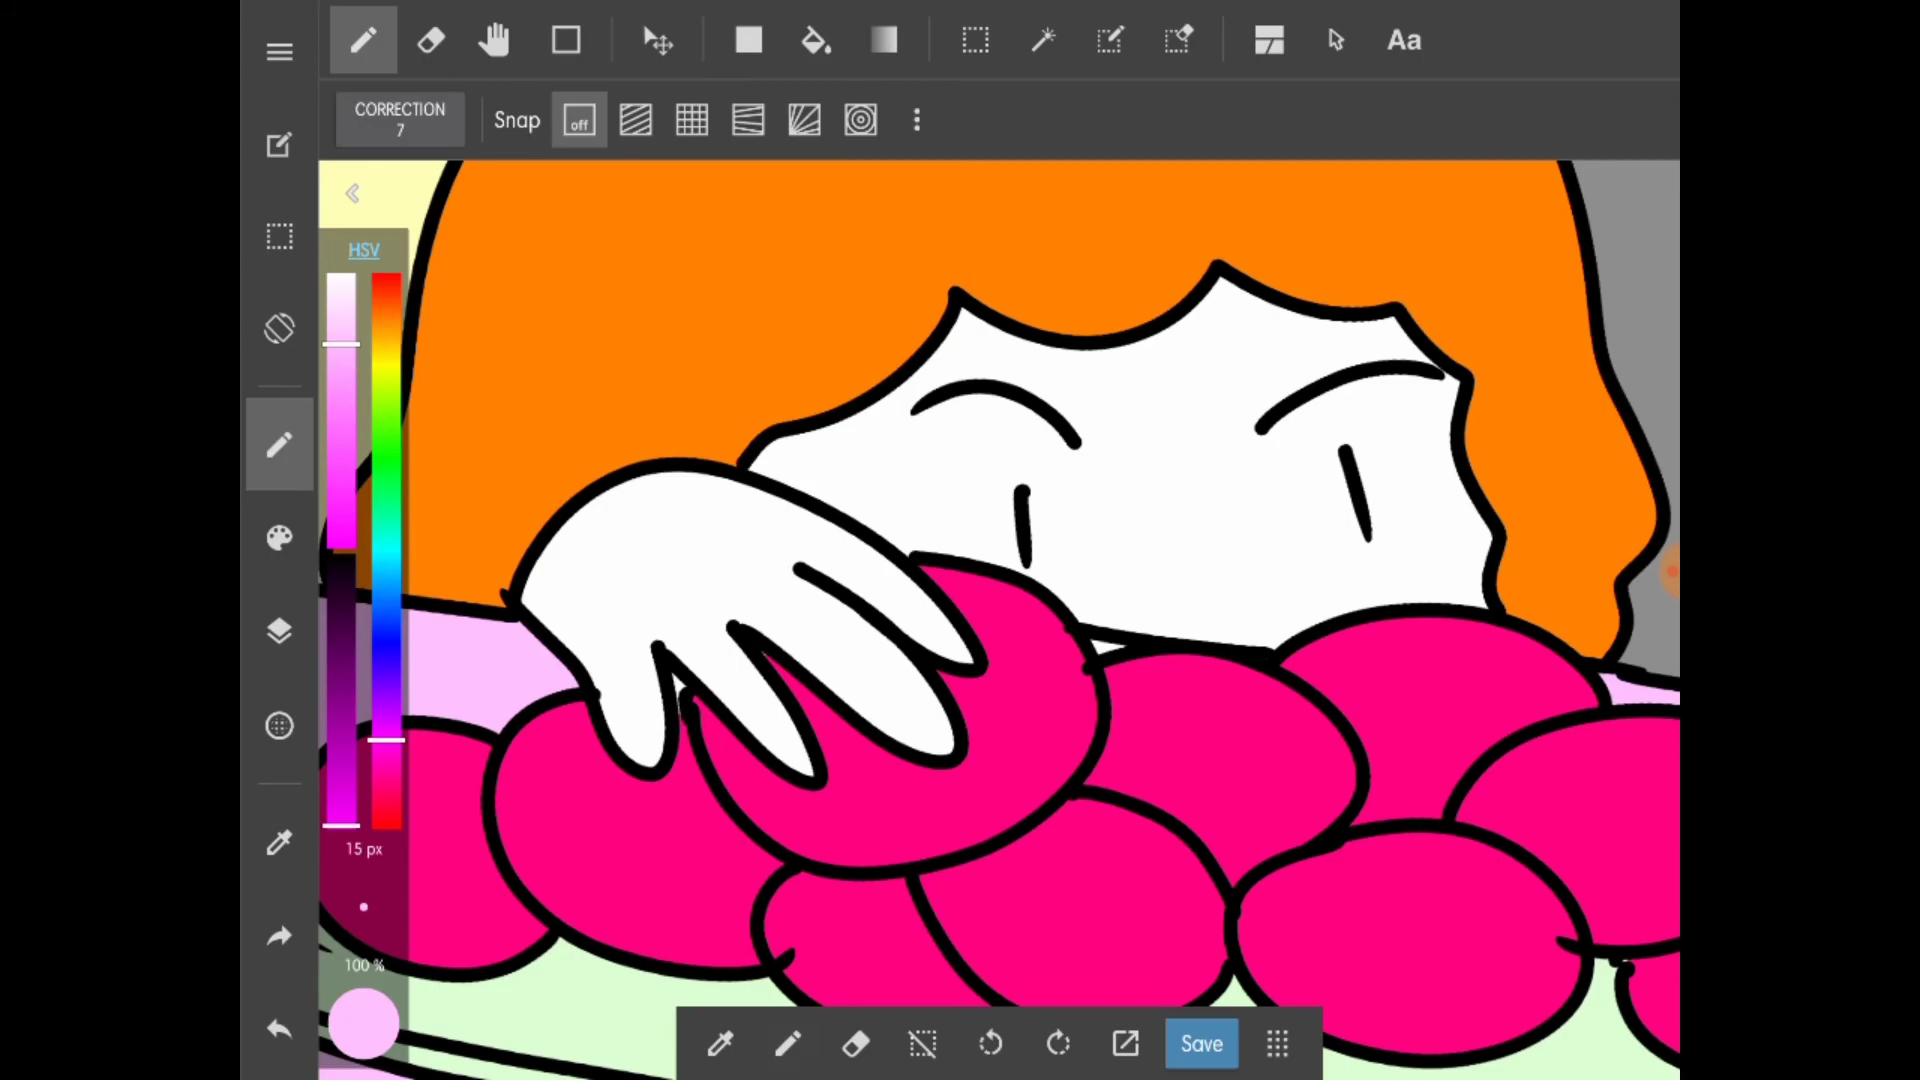 Aa
CORRECTION
7
Snap
off
HSV
15 px
100 %
Save